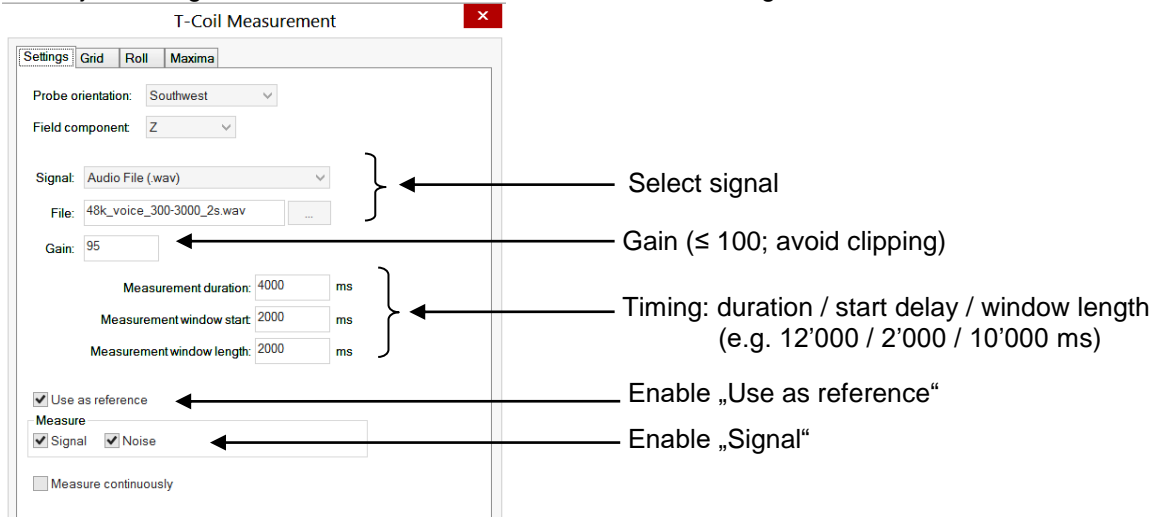 T-Coil Measurement
Settings Grid Roll Maxima
Probe orientation: Southwest
Field component: Z
Signal: Audio File (.wav)
Select signal
File: 48k_voice_300-3000_2s.wav ...
Gain: 95
Gain (≤ 100; avoid clipping)
Measurement duration: 4000 ms
Timing: duration / start delay / window length
Measurement window start: 2000 ms
(e.g. 12’000 / 2’000 / 10’000 ms)
Measurement window length: 2000 ms
Use as reference
Enable „Use as reference“
Measure
Signal Noise
Enable „Signal“
Measure continuously